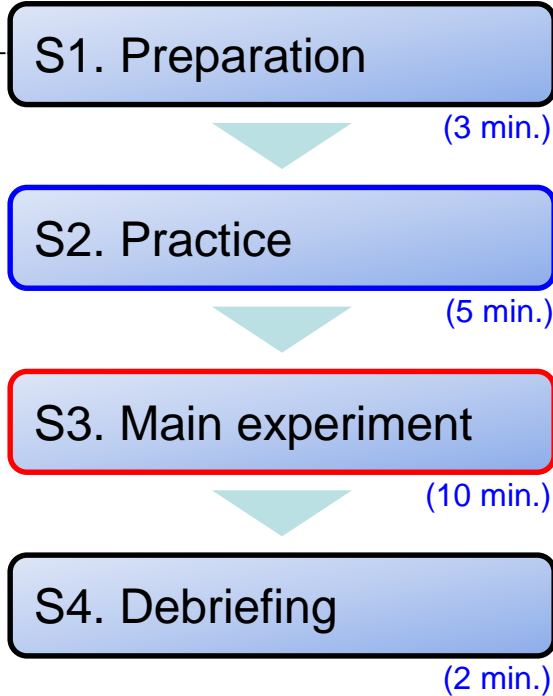 S1. Preparation
(3 min.)
S2. Practice
(5 min.)
S3. Main experiment
(10 min.)
S4. Debriefing
(2 min.)